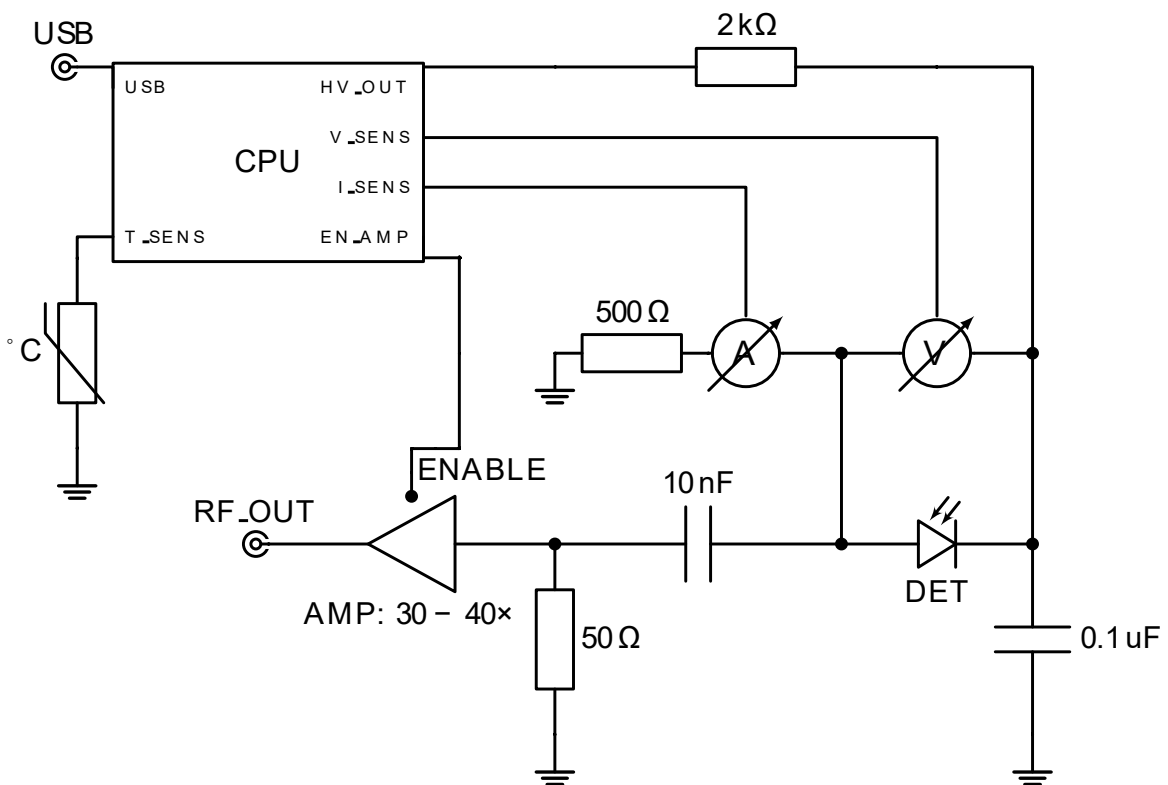 USB
2 kΩ
USB
HV_OUT
V_SENS
CPU
I_SENS
T_SENS
EN_AMP
500 Ω
A
V
°C
ENABLE
10 nF
RF_OUT
DET
AMP: 30 − 40×
50 Ω
0.1 uF